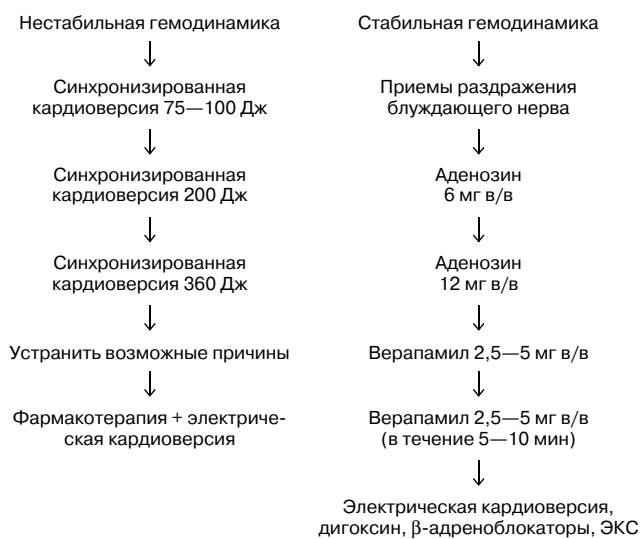 Нестабильная гемодинамика
Синхронизированная
кардиоверсия 75—100 Дж
Синхронизированная
кардиоверсия 200 Дж
Синхронизированная
кардиоверсия 360 Дж
Устранить возможные причины
Фармакотерапия + электриче-
ская кардиоверсия
Стабильная гемодинамика
Приемы раздражения
блуждающего нерва
Аденозин
6 мг в/в
Аденозин
12 мг в/в
Верапамил 2,5—5 мг в/в
Верапамил 2,5—5 мг в/в
(в течение 5—10 мин)
Электрическая кардиоверсия,
дигоксин, β-адреноблокаторы, ЭКС